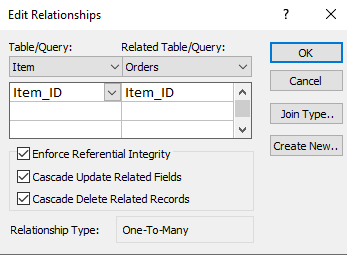 Edit Relationships ? ×
Table/Query: Related Table/Query:
Item Orders
Item_ID Item_ID
OK
Cancel
Join Type..
Create New..
Enforce Referential Integrity
Cascade Update Related Fields
Cascade Delete Related Records
Relationship Type: One-To-Many